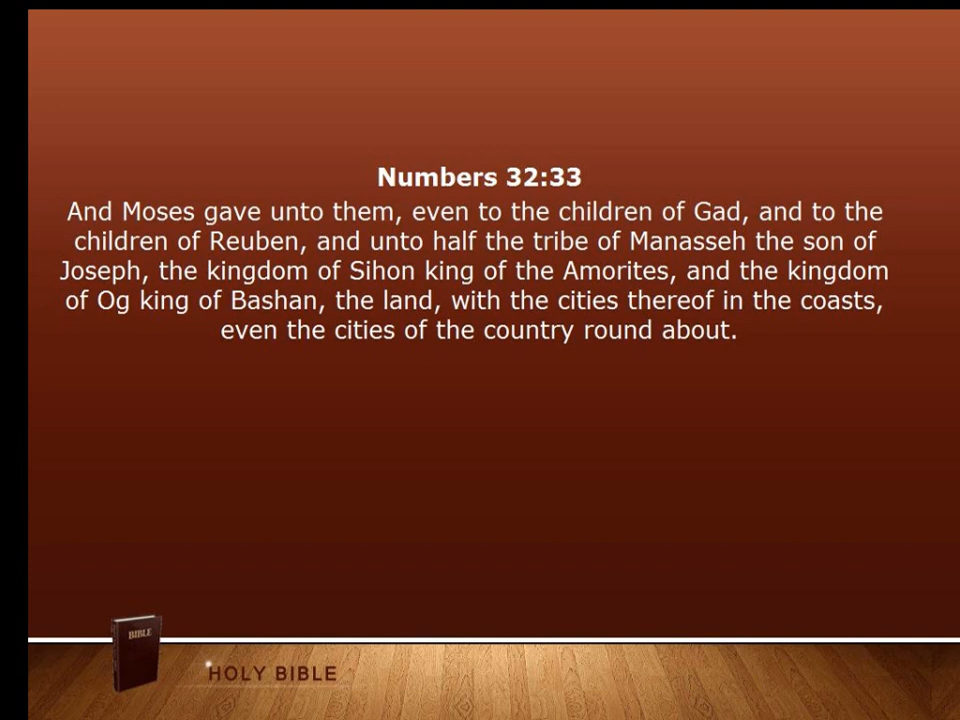 Numbers 32:33
And Moses gave unto them, even to the children of Gad, and to the
children of Reuben, and unto half the tribe of Manasseh the son of
Joseph, the kingdom of Sihon king of the Amorites, and the kingdom
of Og king of Bashan, the land, with the cities thereof in the coasts,
even the cities of the country round about.
BIBLE
HOLY BIBLE